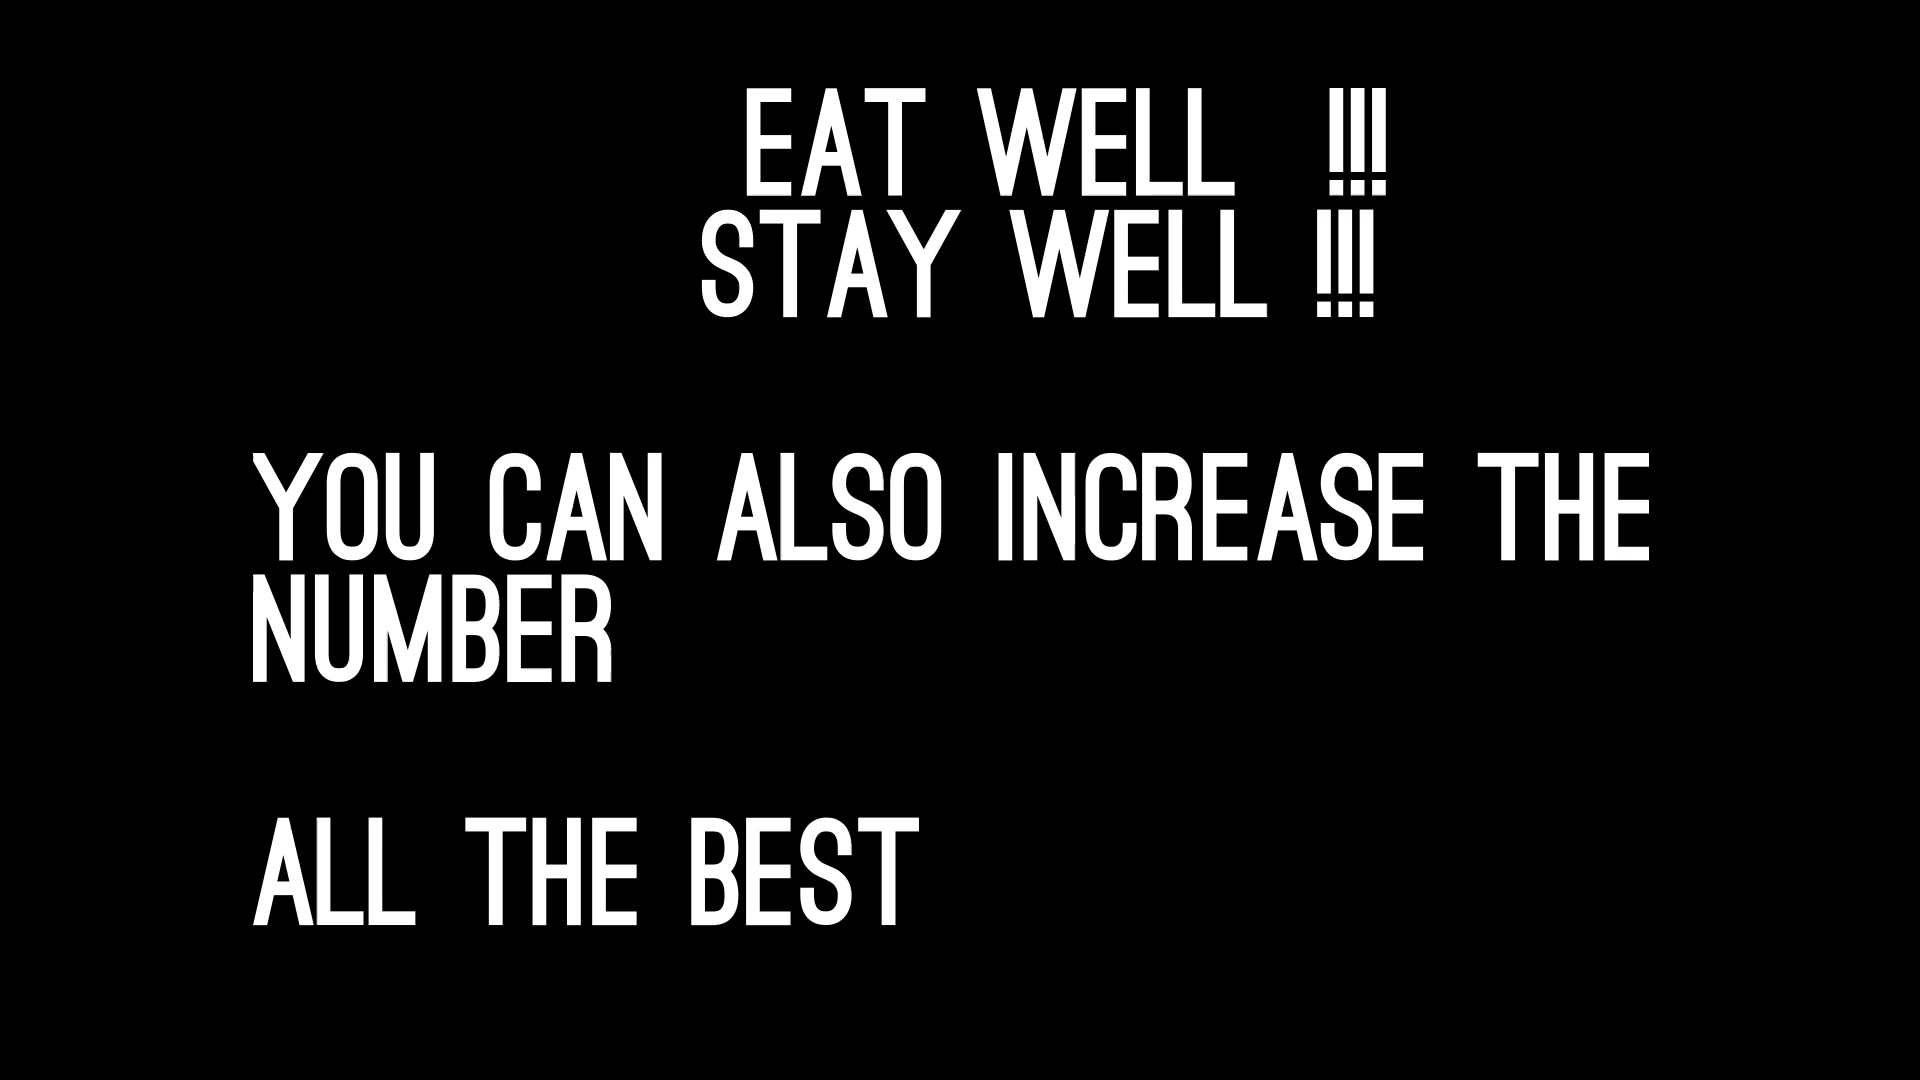 EAT WELL !!!
STAY WELL !!!
YOU CAN ALSO INCREASE THE
NUMBER
ALL THE BEST